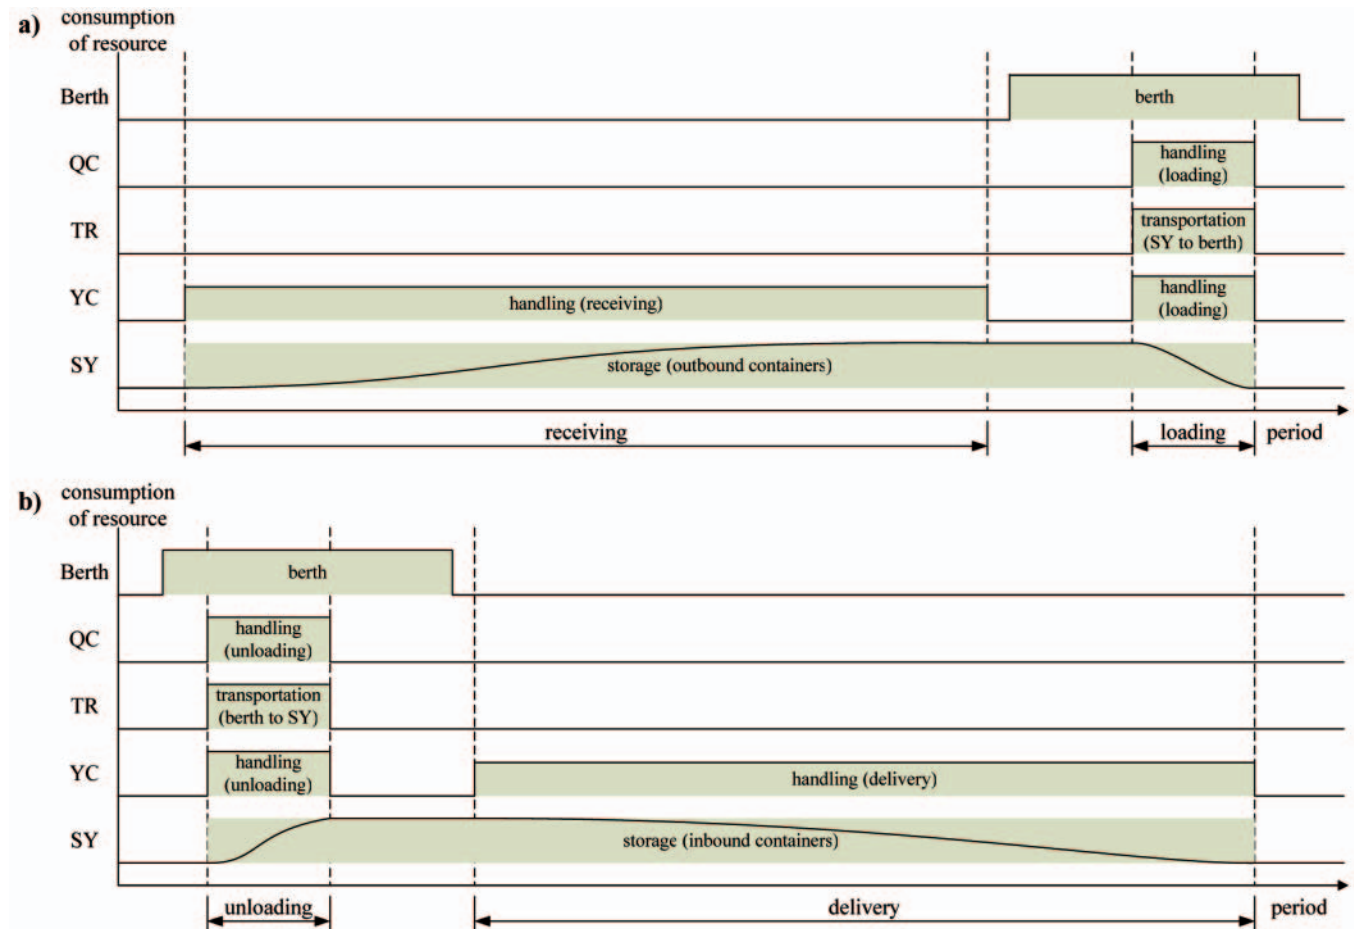 a)
consumption
of resource
Berth
berth
QC
handling
(loading)
TR
transportation
(SY to berth)
YC
handling (receiving)
handling
(loading)
SY
storage (outbound containers)
receiving
loading
period
b)
consumption
of resource
Berth
berth
QC
handling
(unloading)
TR
transportation
(berth to SY)
YC
handling
(unloading)
handling (delivery)
SY
storage (inbound containers)
unloading
delivery
period